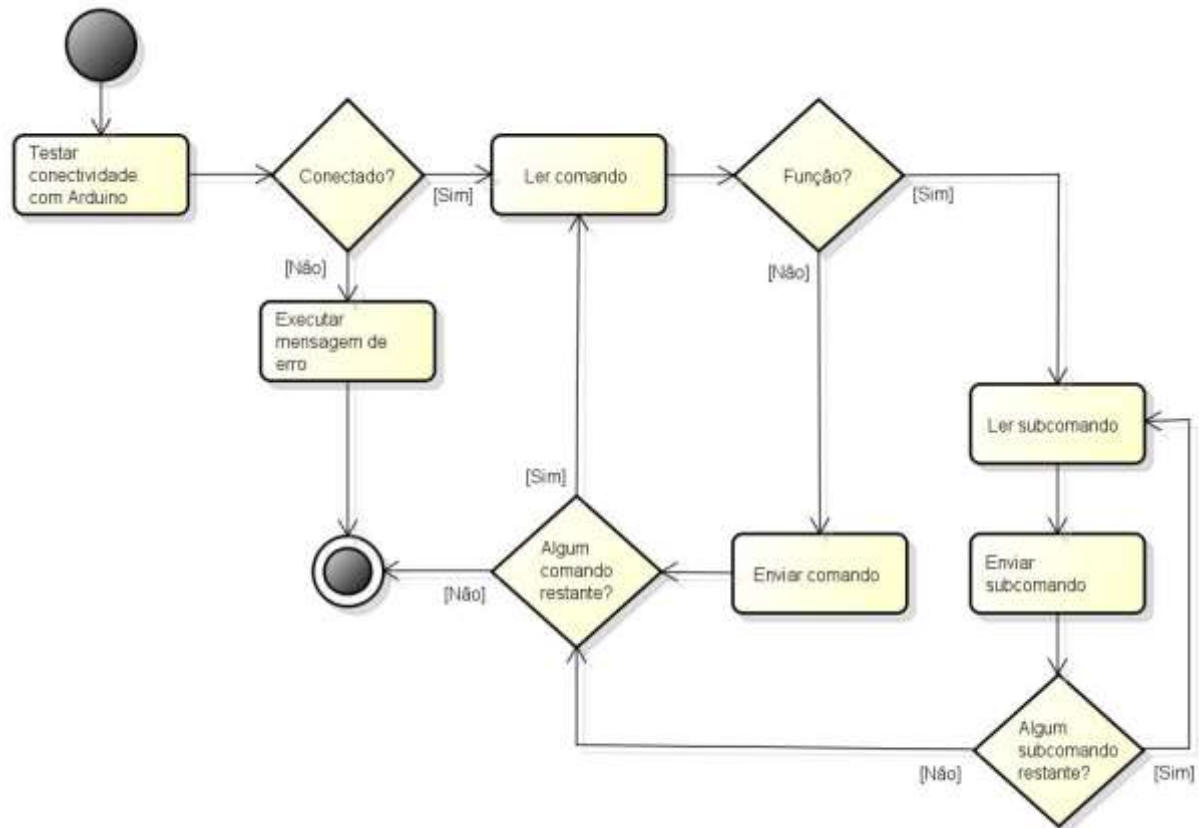 Testar
conectividade
com Arduino
Conectado?
[Sim]
Ler comando
Função?
[Sim]
[Não]
Executar
mensagem de
erro
[Não]
Ler subcomando
[Sim]
Algum
comando
restante?
[Não]
Enviar comando
Enviar
subcomando
Algum
subcomando
restante?
[Não]
[Sim]